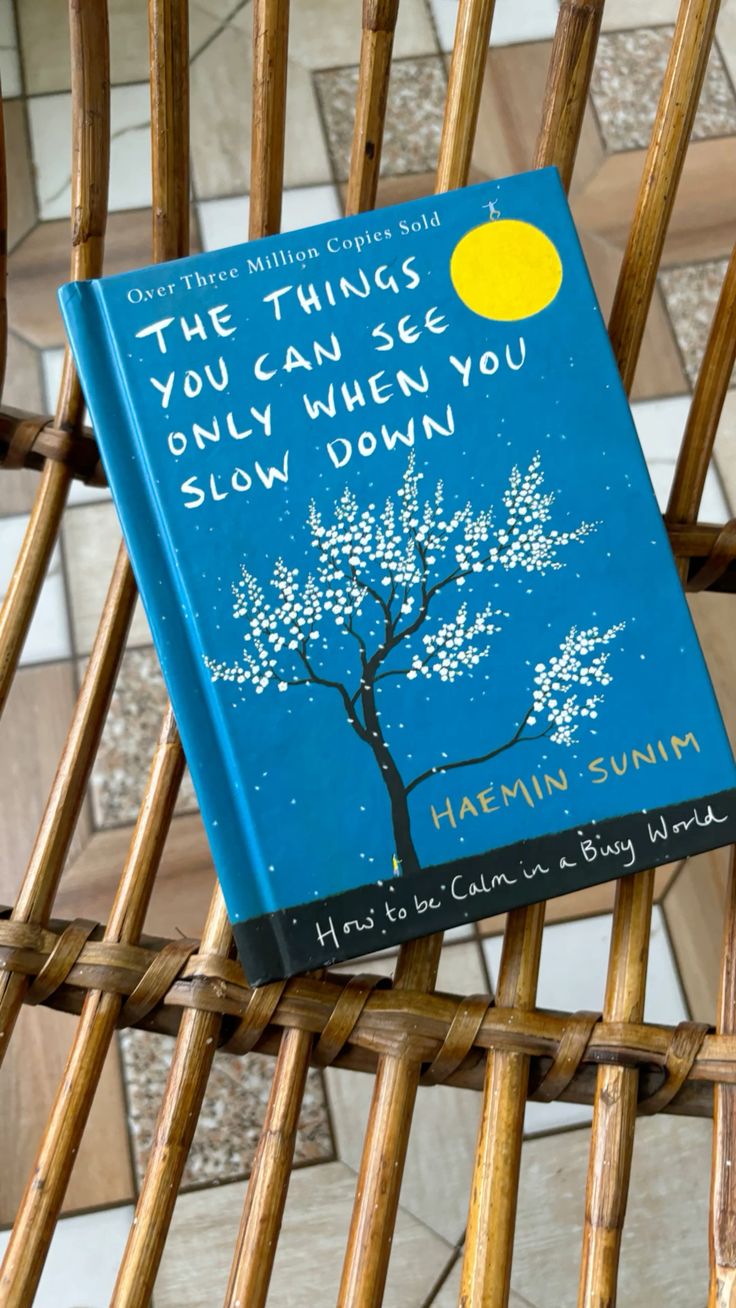 Over Three Million Copies Sold
THE THINGS
YOU CAN SEE
ONLY WHEN YOU
SLOW DOWN
HAEMIN SUNIM
How to be Calm in a Busy World